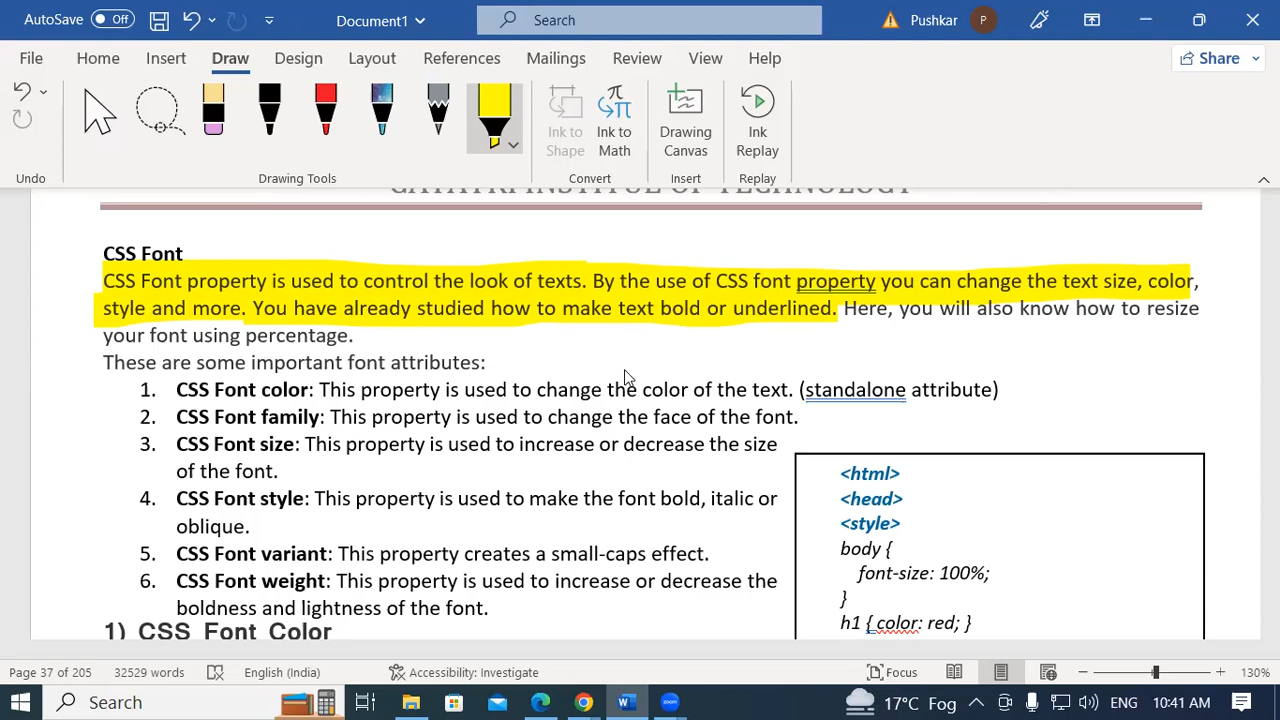 AutoSave Off Document1 Search Pushkar P
File Home Insert Draw Design Layout References Mailings Review View Help Share
Ink to Shape Ink to Math Drawing Canvas Ink Replay
Undo Drawing Tools Convert Insert Replay
CSS Font
CSS Font property is used to control the look of texts. By the use of CSS font property you can change the text size, color,
style and more. You have already studied how to make text bold or underlined. Here, you will also know how to resize
your font using percentage.
These are some important font attributes:
1. CSS Font color: This property is used to change the color of the text. (standalone attribute)
2. CSS Font family: This property is used to change the face of the font.
3. CSS Font size: This property is used to increase or decrease the size
of the font.
4. CSS Font style: This property is used to make the font bold, italic or
oblique.
5. CSS Font variant: This property creates a small-caps effect.
6. CSS Font weight: This property is used to increase or decrease the
boldness and lightness of the font.
1) CSS Font Color
<html>
<head>
<style>
body {
font-size: 100%;
}
h1 { color: red; }
Page 37 of 205 32529 words English (India) Accessibility: Investigate Focus 130%
Search 17°C Fog ENG 10:41 AM